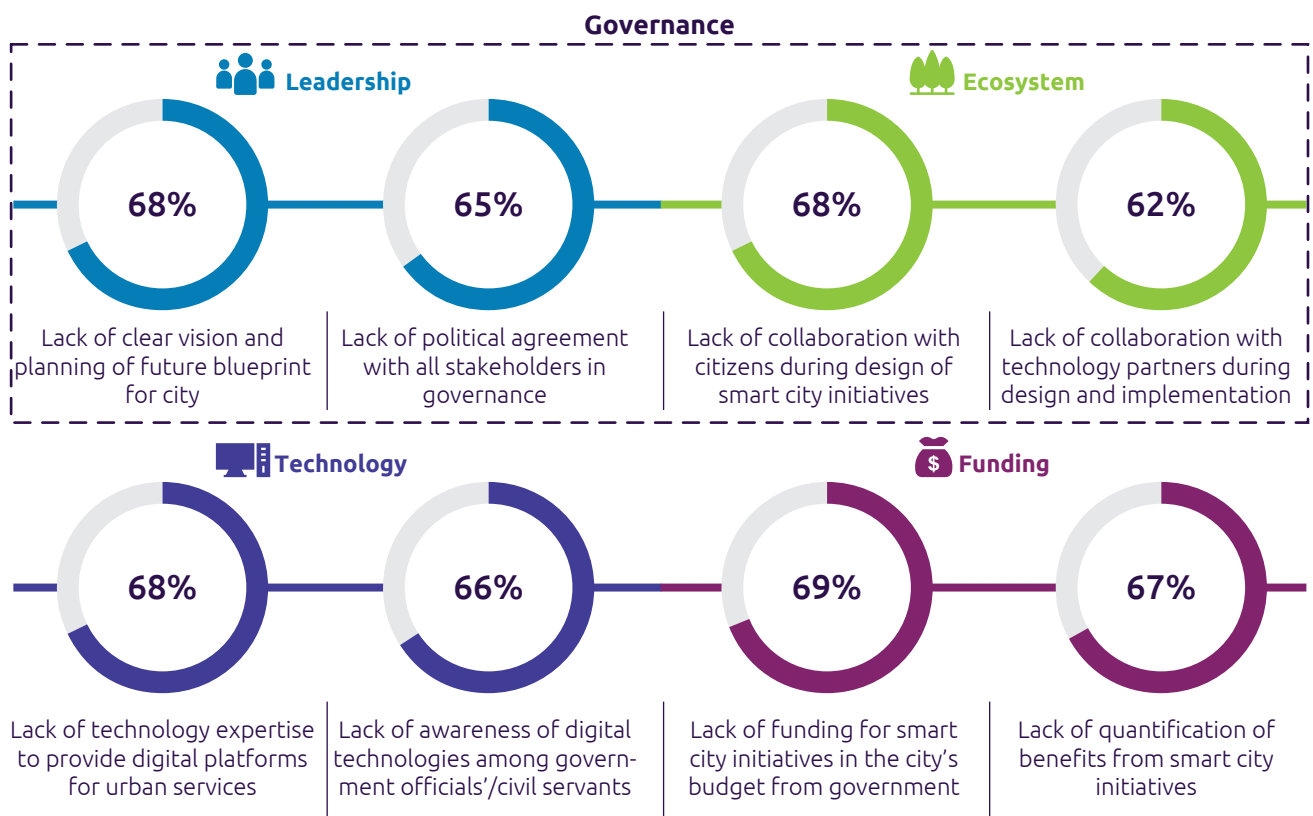 Governance
Leadership
Ecosystem
68%
65%
68%
62%
Lack of clear vision and
planning of future blueprint
for city
Lack of political agreement
with all stakeholders in
governance
Lack of collaboration with
citizens during design of
smart city initiatives
Lack of collaboration with
technology partners during
design and implementation
Technology
$
Funding
68%
66%
69%
67%
Lack of technology expertise
to provide digital platforms
for urban services
Lack of awareness of digital
technologies among govern-
ment officials’/civil servants
Lack of funding for smart
city initiatives in the city’s
budget from government
Lack of quantification of
benefits from smart city
initiatives